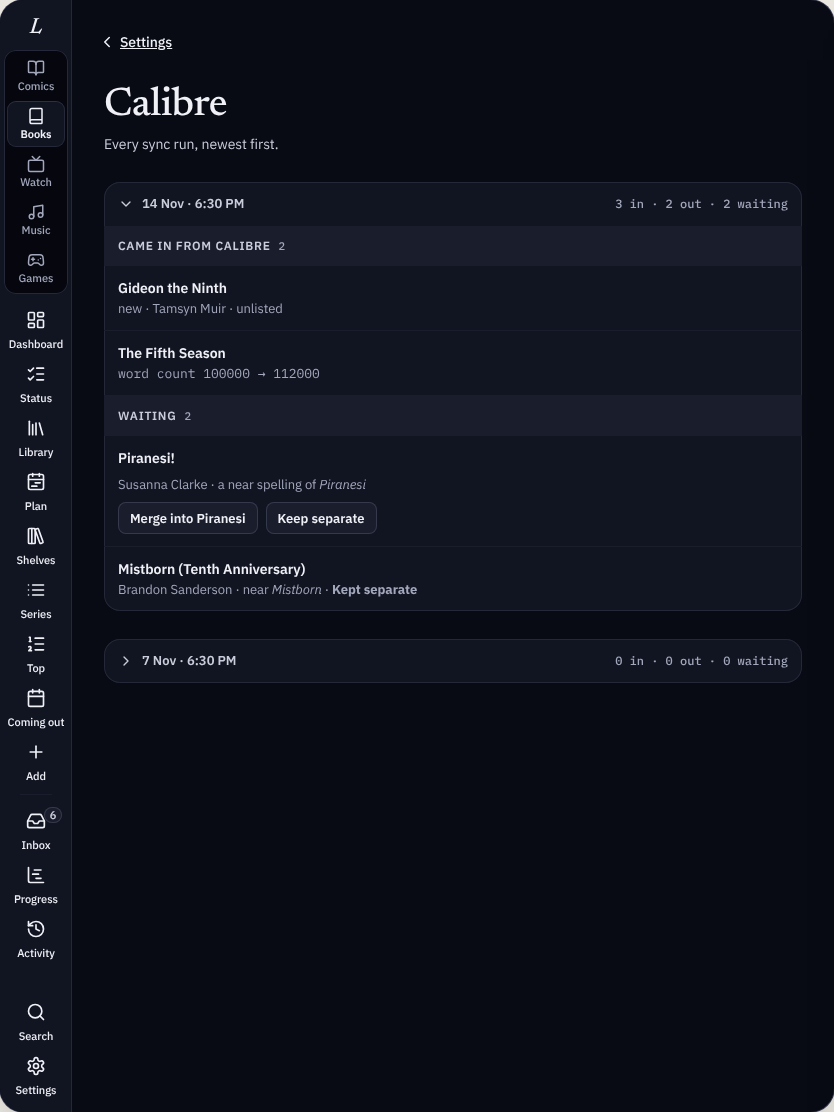 L
Comics
Books
Watch
Music
Games
Dashboard
Status
Library
Plan
Shelves
Series
Top
Coming out
Add
6
Inbox
Progress
Activity
Search
Settings
Settings
Calibre
Every sync run, newest first.
14 Nov · 6:30 PM 3 in · 2 out · 2 waiting
CAME IN FROM CALIBRE 2
Gideon the Ninth
new · Tamsyn Muir · unlisted
The Fifth Season
word count 100000 → 112000
WAITING 2
Piranesi!
Susanna Clarke · a near spelling of Piranesi
Merge into Piranesi Keep separate
Mistborn (Tenth Anniversary)
Brandon Sanderson · near Mistborn · Kept separate
7 Nov · 6:30 PM 0 in · 0 out · 0 waiting